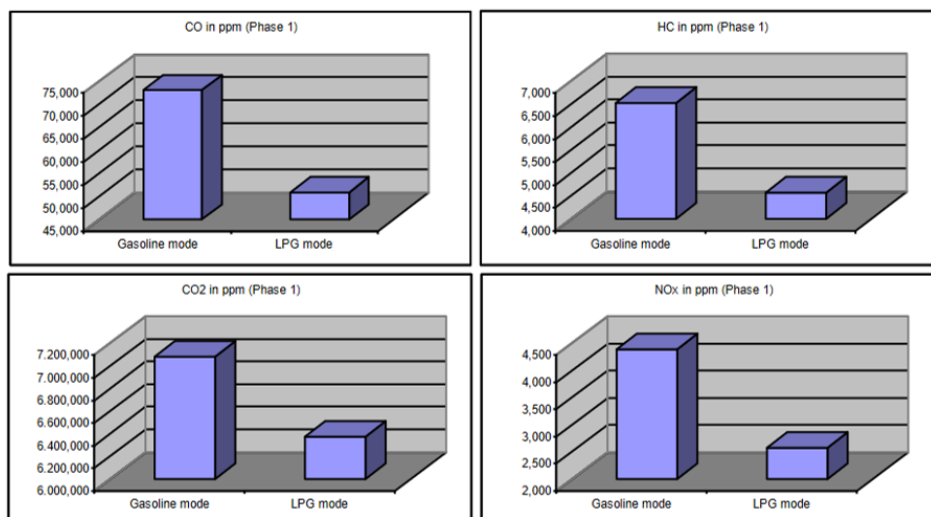 CO in ppm (Phase 1)
75,000
70,000
65,000
60,000
55,000
50,000
45,000
Gasoline mode
LPG mode
HC in ppm (Phase 1)
7,000
6,500
6,000
5,500
5,000
4,500
4,000
Gasoline mode
LPG mode
CO2 in ppm (Phase 1)
7.200,000
7.000,000
6.800,000
6.600,000
6.400,000
6.200,000
6.000,000
Gasoline mode
LPG mode
NOx in ppm (Phase 1)
4,500
4,000
3,500
3,000
2,500
2,000
Gasoline mode
LPG mode